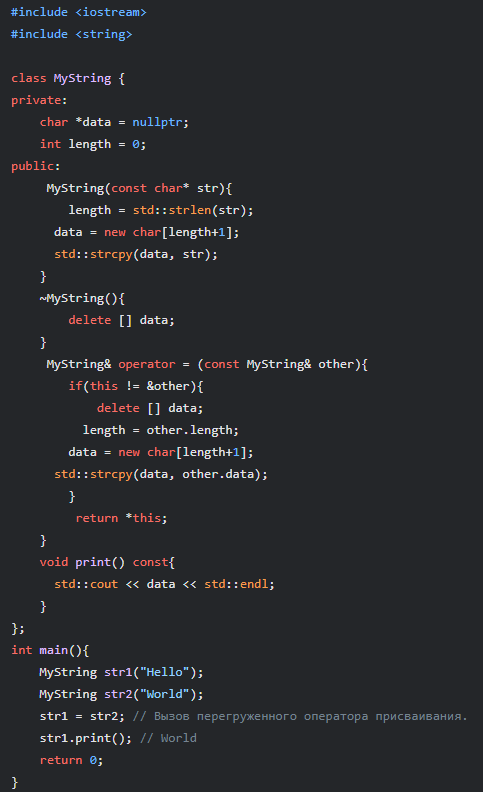 #include <iostream>
#include <string>
class MyString {
private:
char *data = nullptr;
int length = 0;
public:
MyString(const char* str){
length = std::strlen(str);
data = new char[length+1];
std::strcpy(data, str);
}
~MyString(){
delete [] data;
}
MyString& operator = (const MyString& other){
if(this != &other){
delete [] data;
length = other.length;
data = new char[length+1];
std::strcpy(data, other.data);
}
return *this;
}
void print() const{
std::cout << data << std::endl;
}
};
int main(){
MyString str1("Hello");
MyString str2("World");
str1 = str2; // Вызов перегруженного оператора присваивания.
str1.print(); // World
return 0;
}